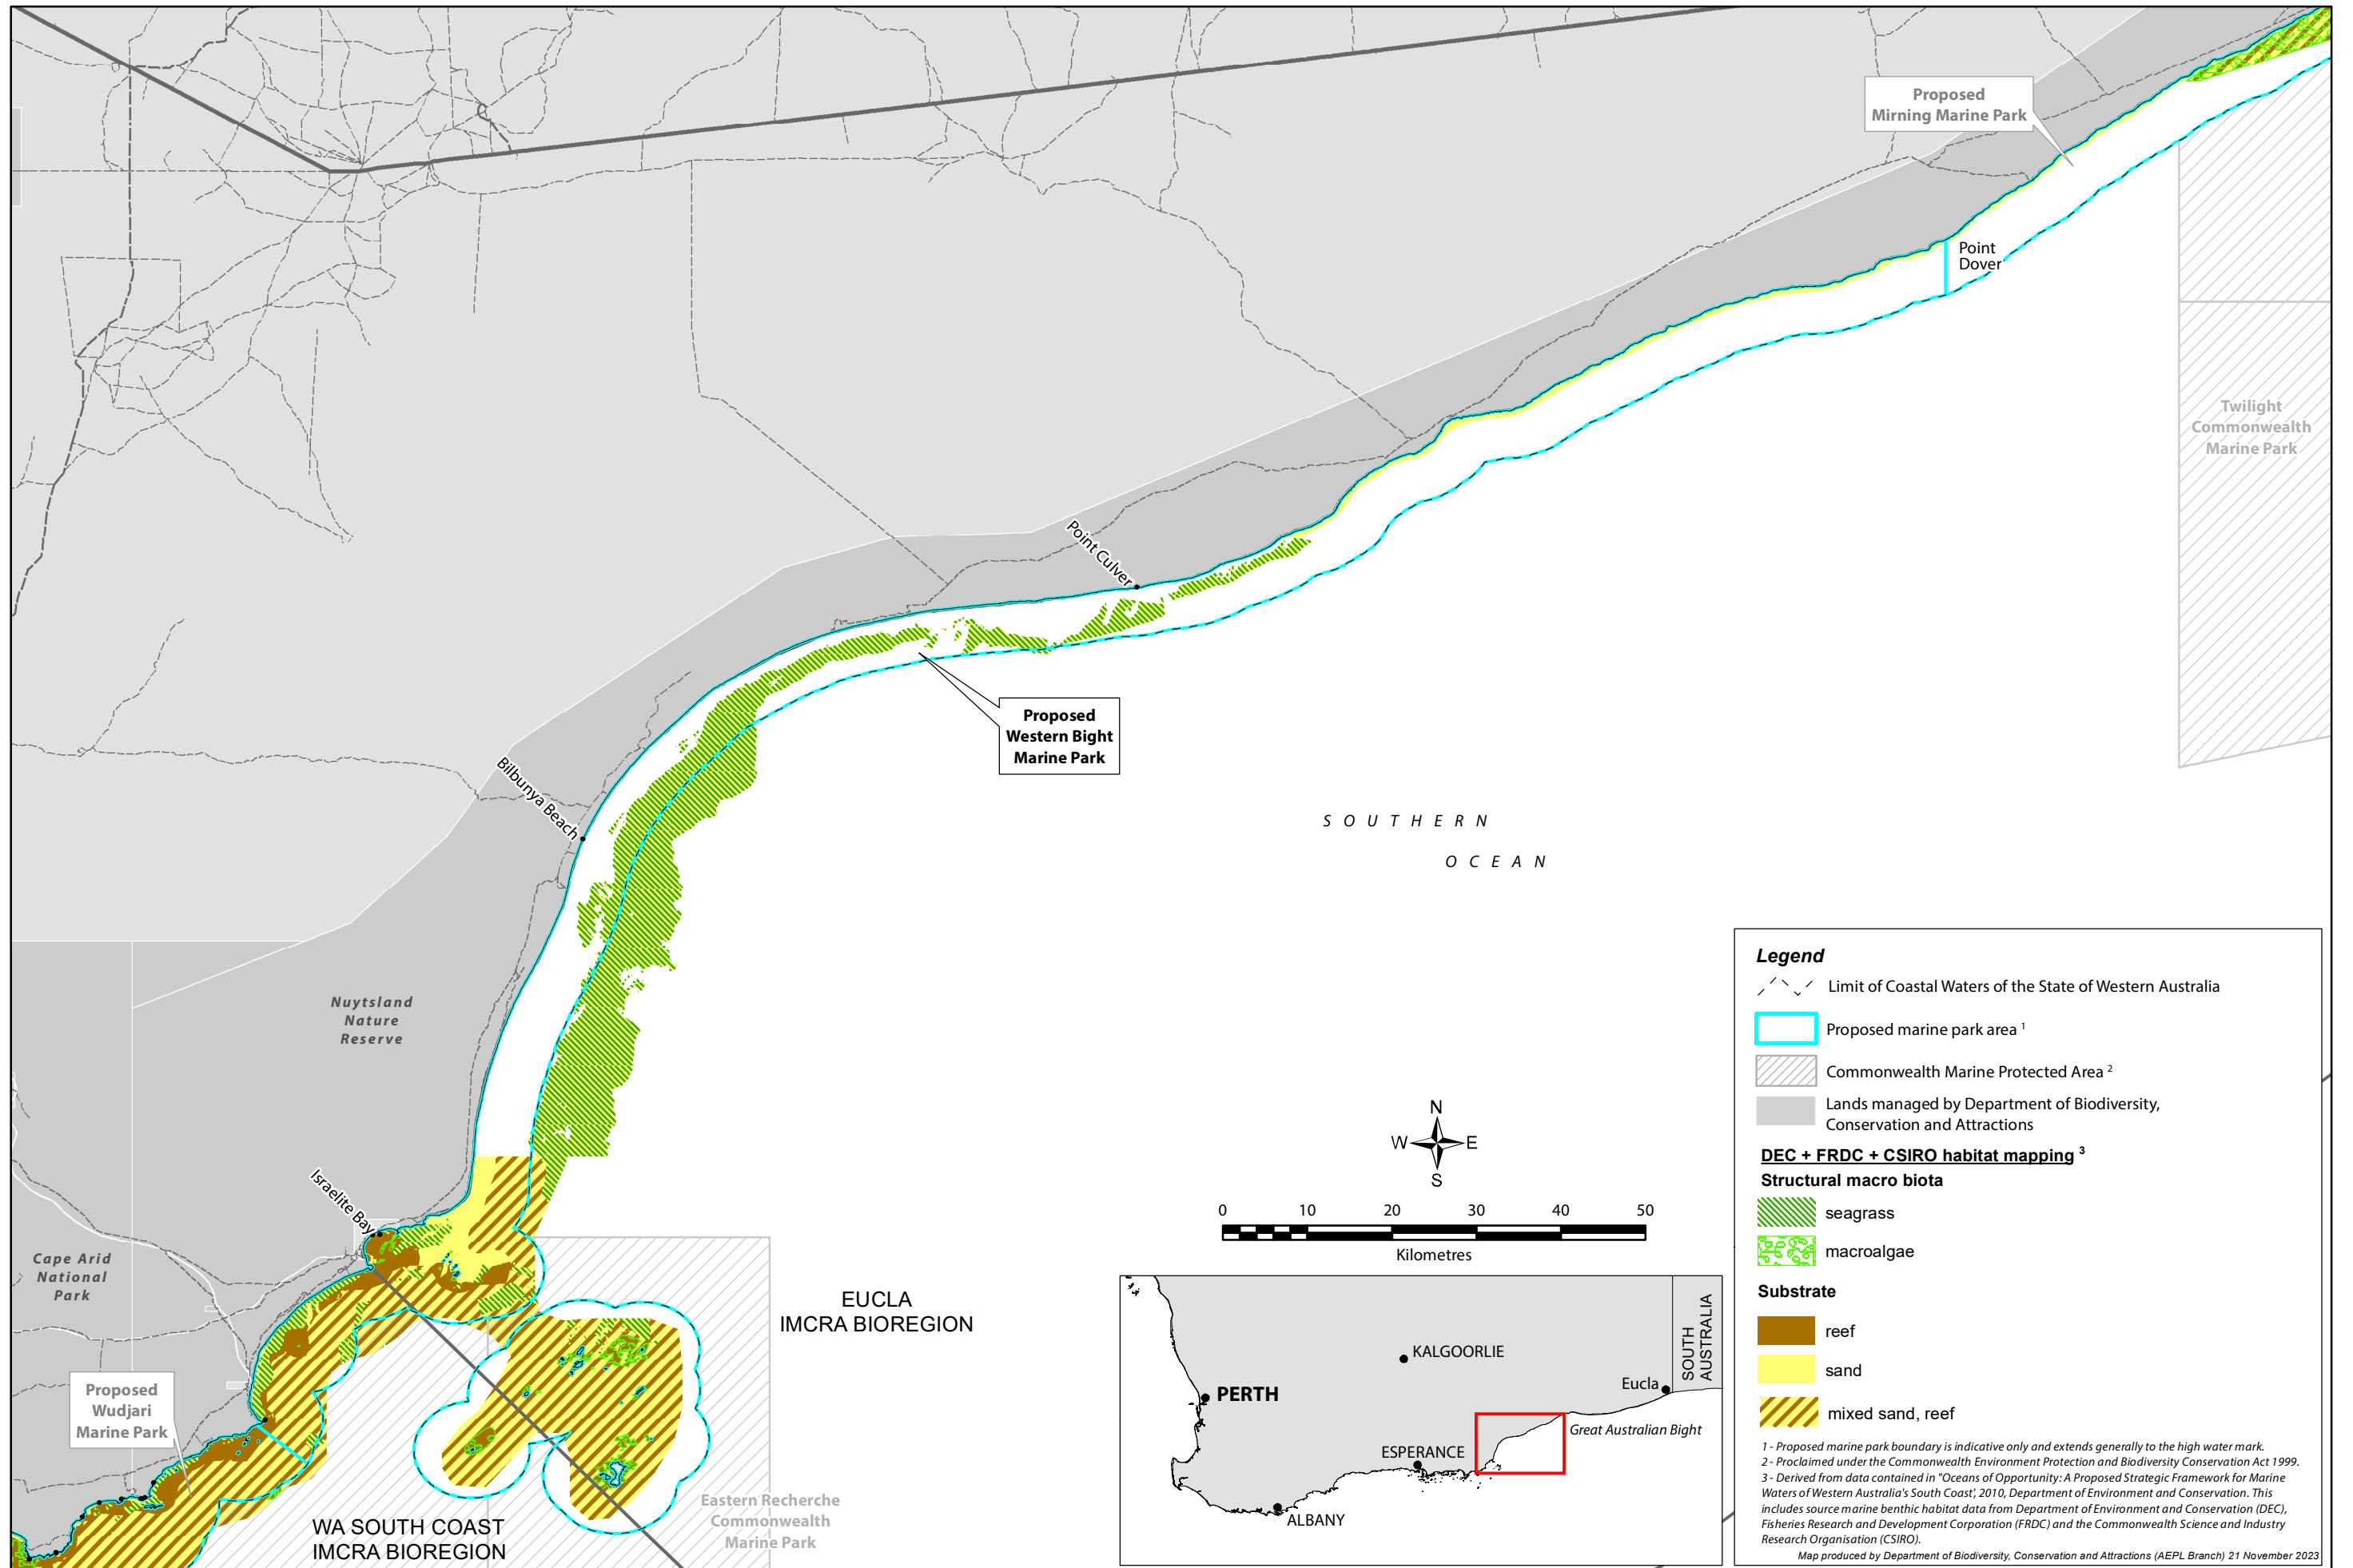 Proposed
Mirning Marine Park
Point
Dover
Twilight
Commonwealth
Marine Park
Point Culver
Proposed
Western Bight
Marine Park
Bilbunya Beach
SOUTHERN
OCEAN
Nuytsland
Nature
Reserve
Israelite Bay
Cape Arid
National
Park
Proposed
Wudjari
Marine Park
EUCLA
IMCRA BIOREGION
WA SOUTH COAST
IMCRA BIOREGION
Eastern Recherche
Commonwealth
Marine Park
N
W E
S
0 10 20 30 40 50
Kilometres
SOUTH
AUSTRALIA
KALGOORLIE
PERTH
Eucla
Great Australian Bight
ESPERANCE
ALBANY
Legend
Limit of Coastal Waters of the State of Western Australia
Proposed marine park area 1
Commonwealth Marine Protected Area 2
Lands managed by Department of Biodiversity,
Conservation and Attractions
DEC + FRDC + CSIRO habitat mapping 3
Structural macro biota
seagrass
macroalgae
Substrate
reef
sand
mixed sand, reef
1 - Proposed marine park boundary is indicative only and extends generally to the high water mark.
2 - Proclaimed under the Commonwealth Environment Protection and Biodiversity Conservation Act 1999.
3 - Derived from data contained in "Oceans of Opportunity: A Proposed Strategic Framework for Marine
Waters of Western Australia's South Coast', 2010, Department of Environment and Conservation. This
includes source marine benthic habitat data from Department of Environment and Conservation (DEC),
Fisheries Research and Development Corporation (FRDC) and the Commonwealth Science and Industry
Research Organisation (CSIRO).
Map produced by Department of Biodiversity, Conservation and Attractions (AEPL Branch) 21 November 2023